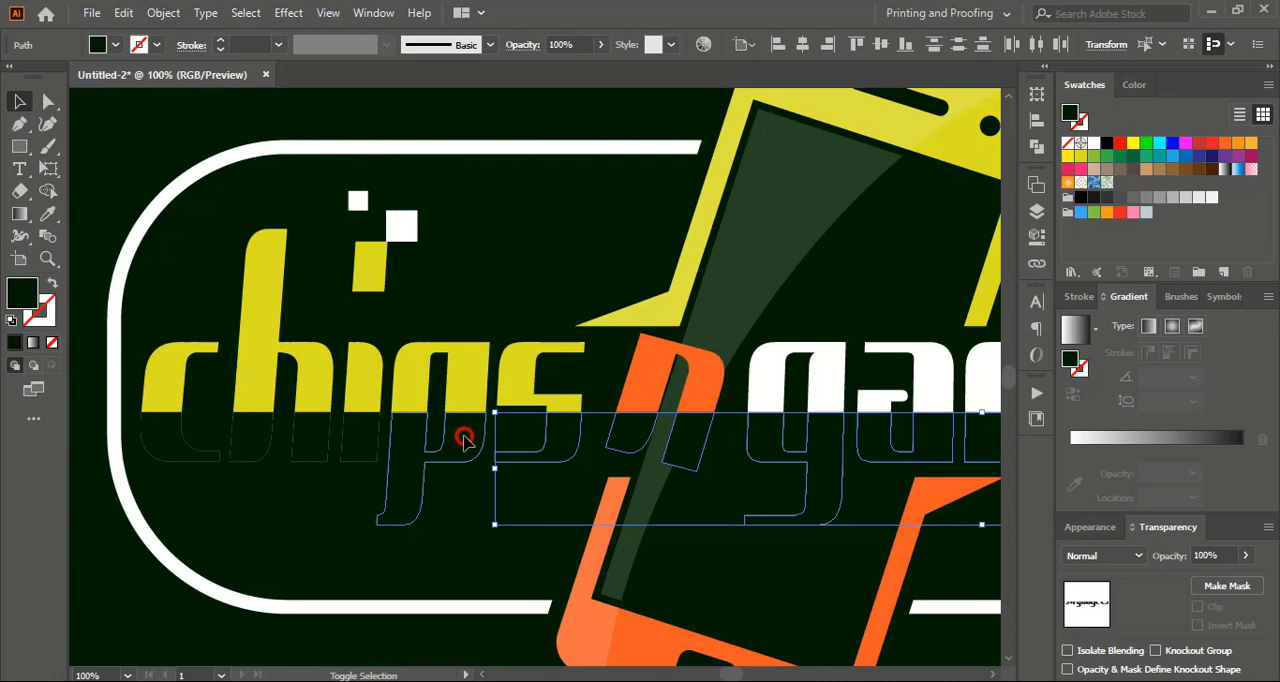 Ai File Edit Object Type Select Effect View Window Help Printing and Proofing Search Adobe Stock
Path Stroke: Basic Opacity: 100% Style: Transform
Untitled-2* @ 100% (RGB/Preview) ×
Swatches Color
Stroke Gradient Brushes Symbols
Type:
Strokes:
Opacity:
Location:
Appearance Transparency
Normal Opacity: 100%
Make Mask
Clip
Invert Mask
Isolate Blending Knockout Group
Opacity & Mask Define Knockout Shape
chips n ga
100% 1 Toggle Selection